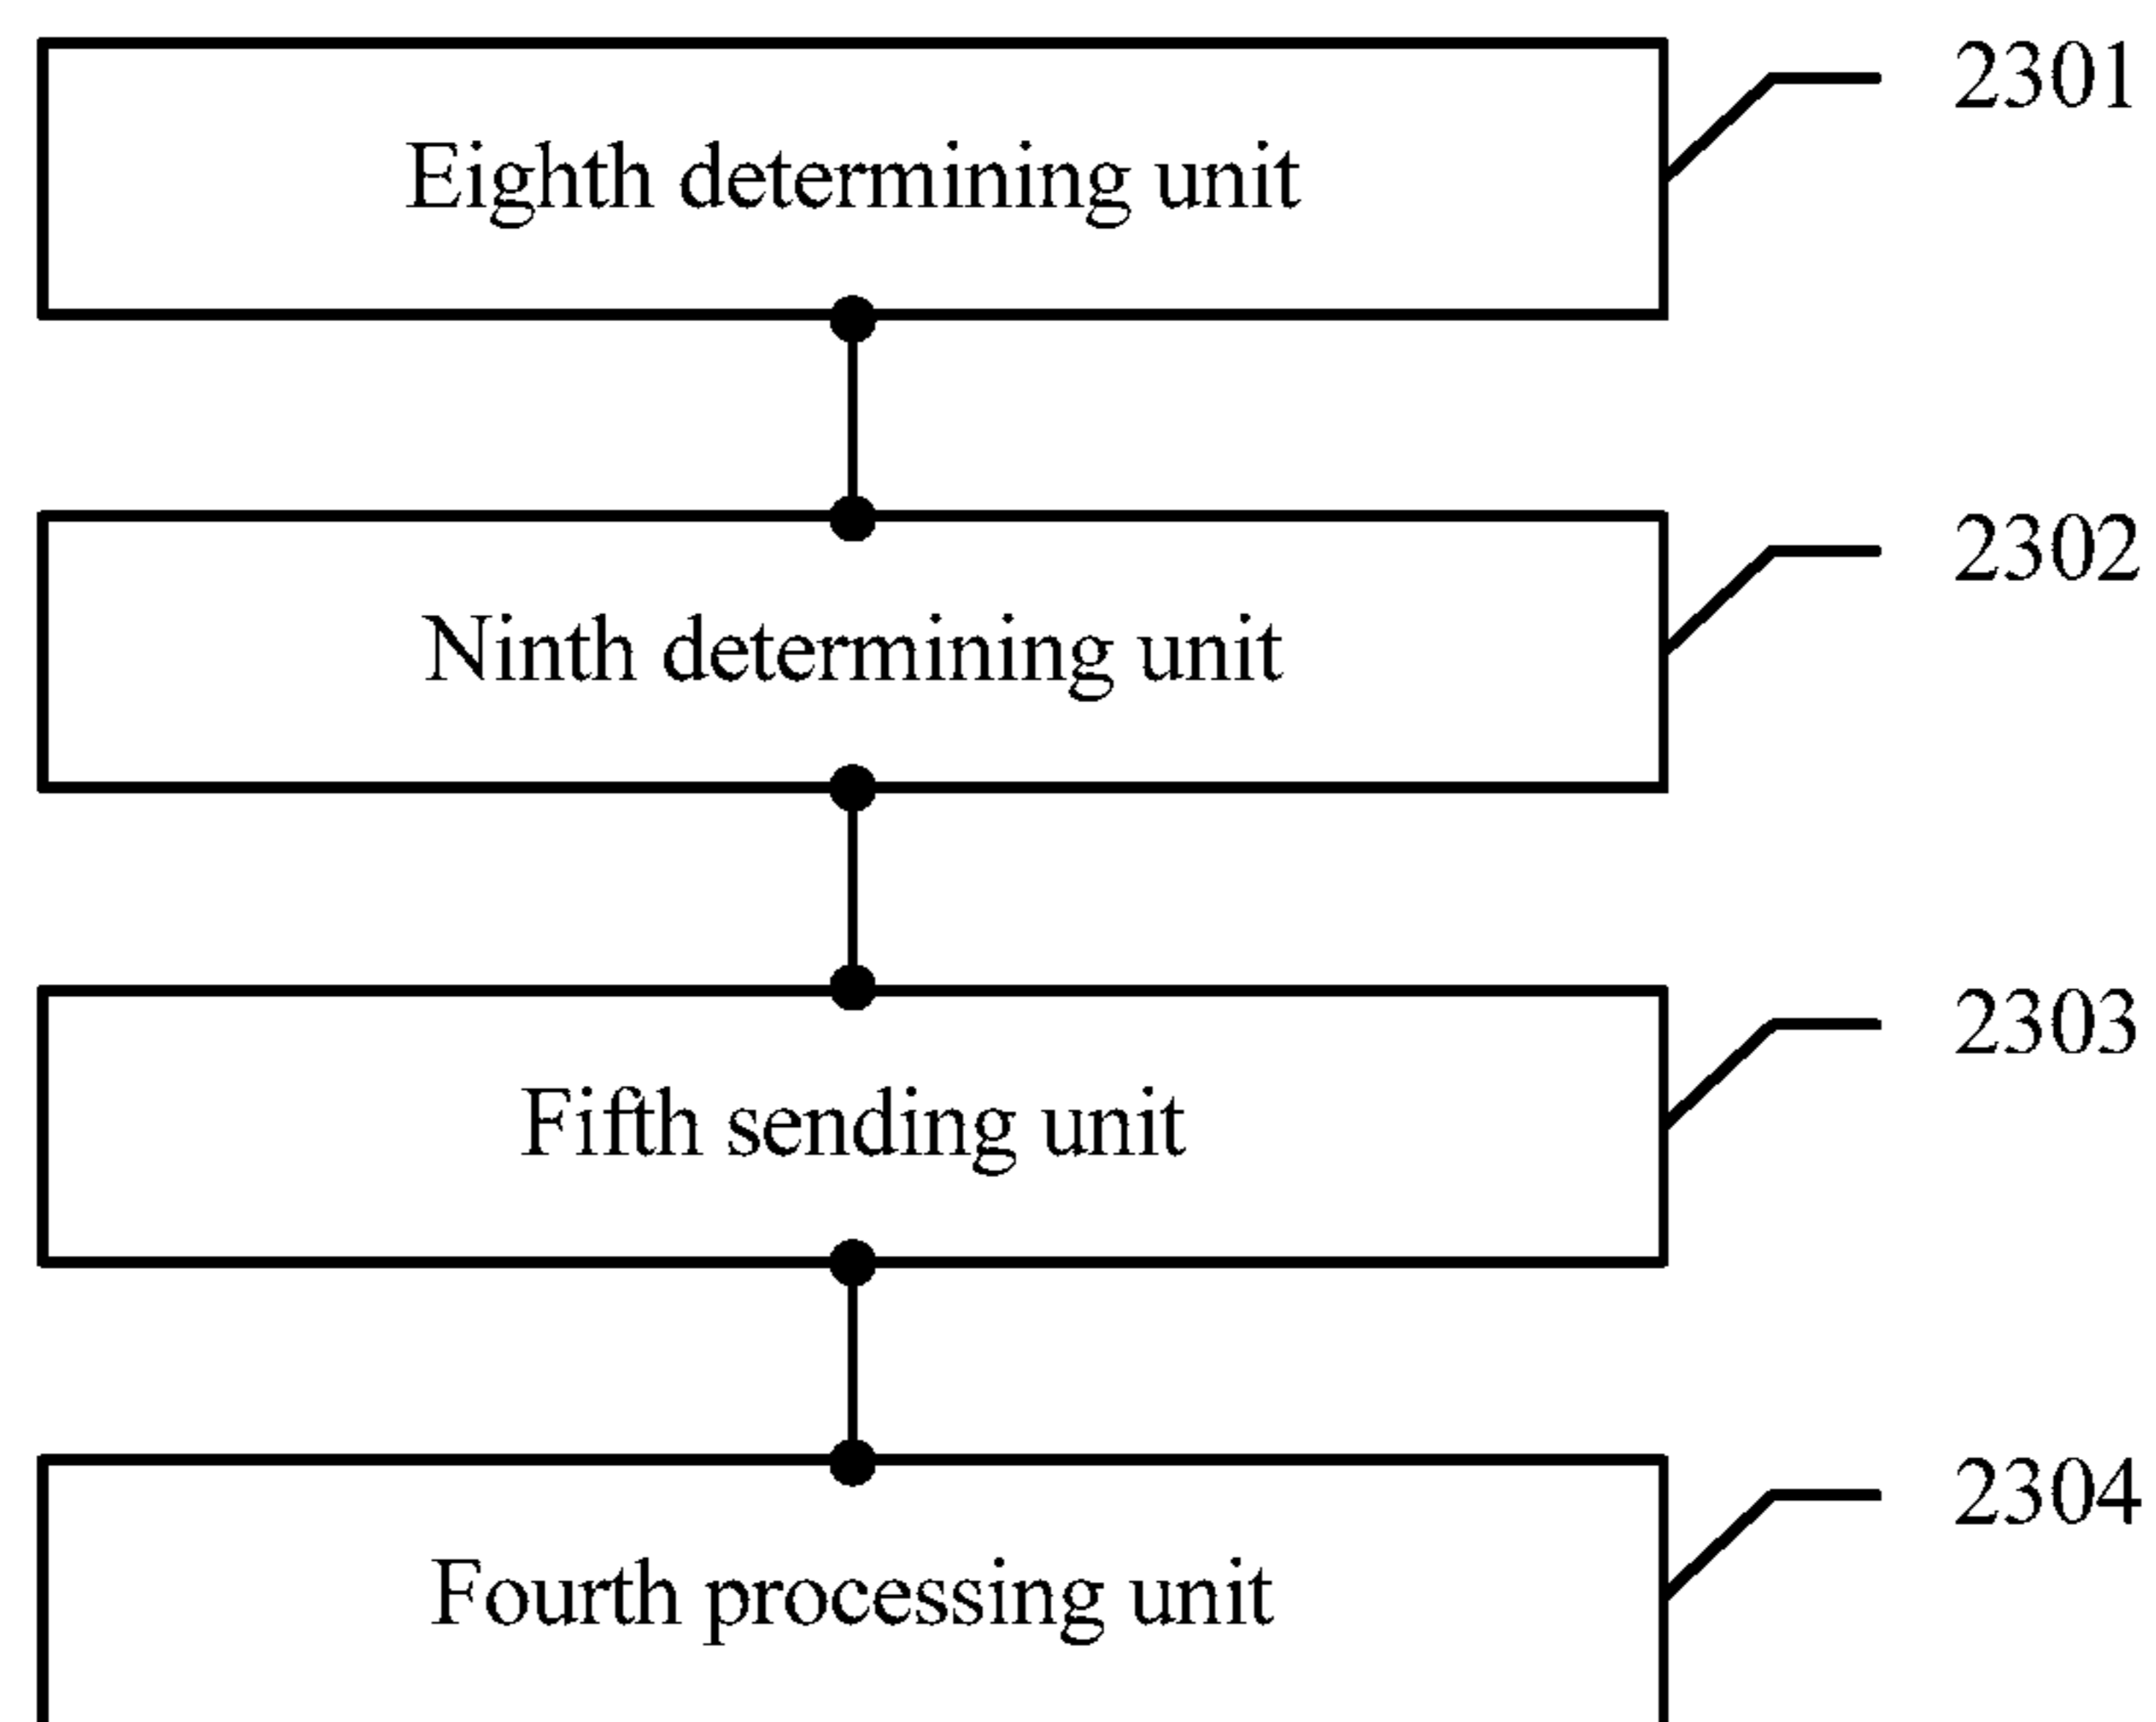 Eighth determining unit 2301
Ninth determining unit 2302
Fifth sending unit 2303
Fourth processing unit 2304